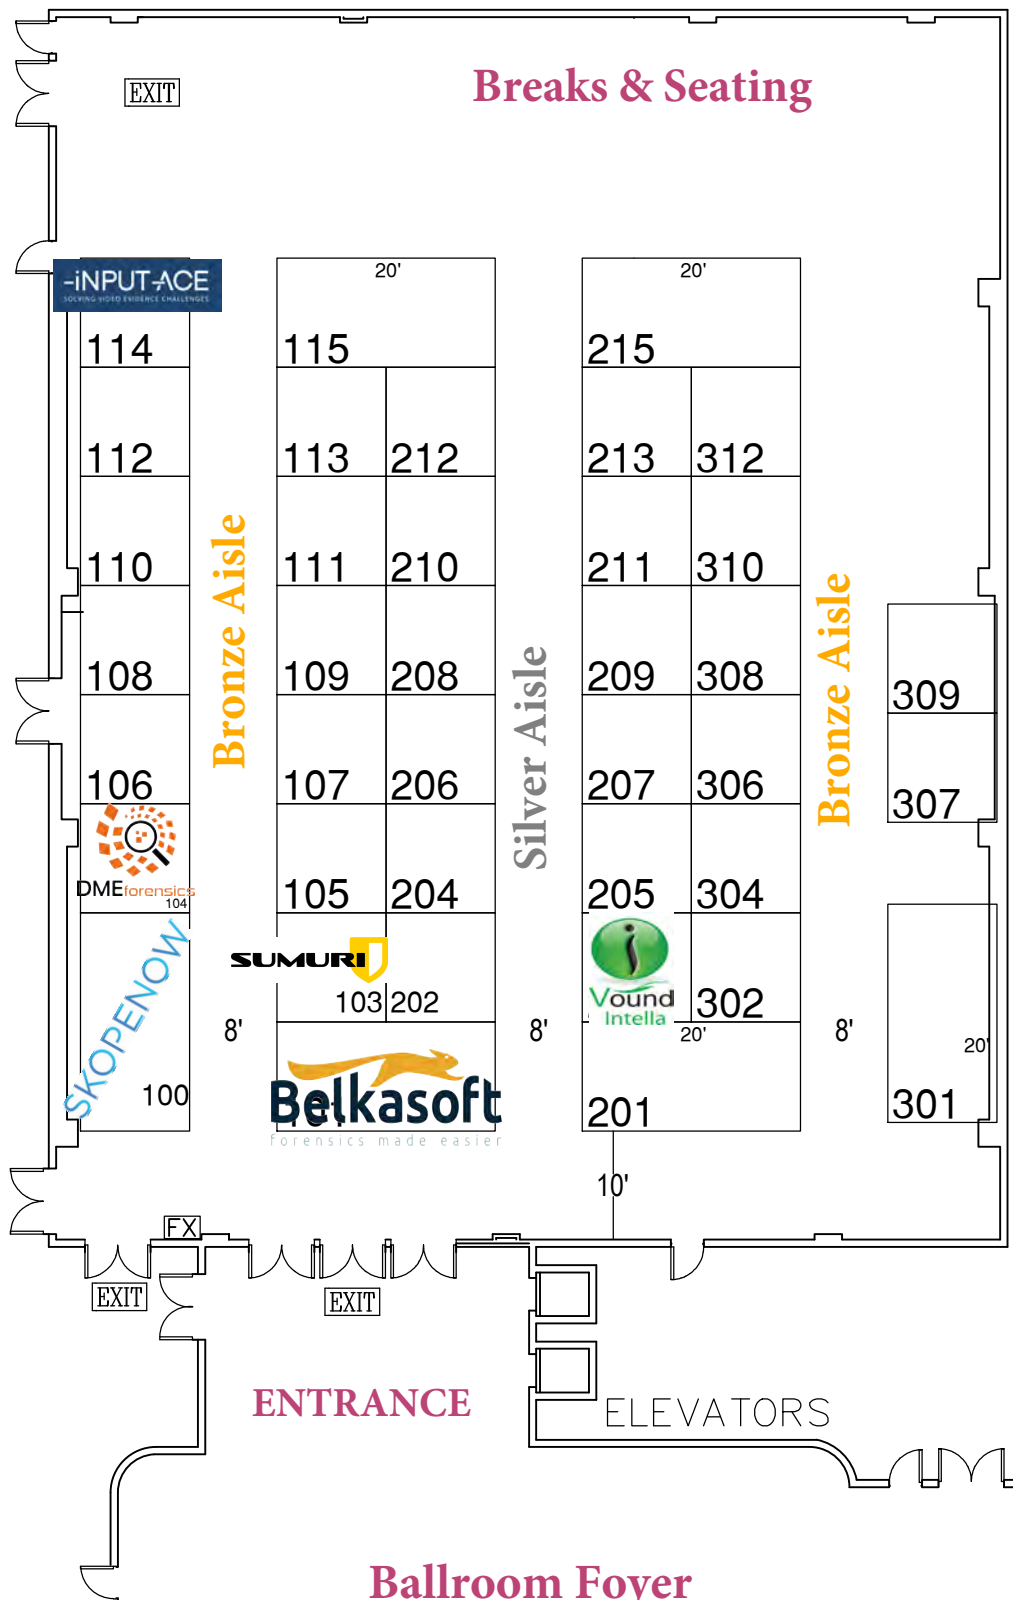 EXIT
Breaks & Seating
-iNPUT-ACE
SOLVING VIDEO EVIDENCE CHALLENGES
20'
20'
114
115
215
112
113
212
213
312
110
111
210
211
310
Bronze Aisle
Silver Aisle
Bronze Aisle
108
109
208
209
308
309
106
107
206
207
306
307
DMEforensics
104
105
204
205
304
SKOPENOW
SUMURI
103
202
Vound
Intella
302
8'
8'
20'
8'
20'
100
Belkasoft
forensics made easier
201
301
10'
FX
EXIT
EXIT
ENTRANCE
ELEVATORS
Ballroom Foyer